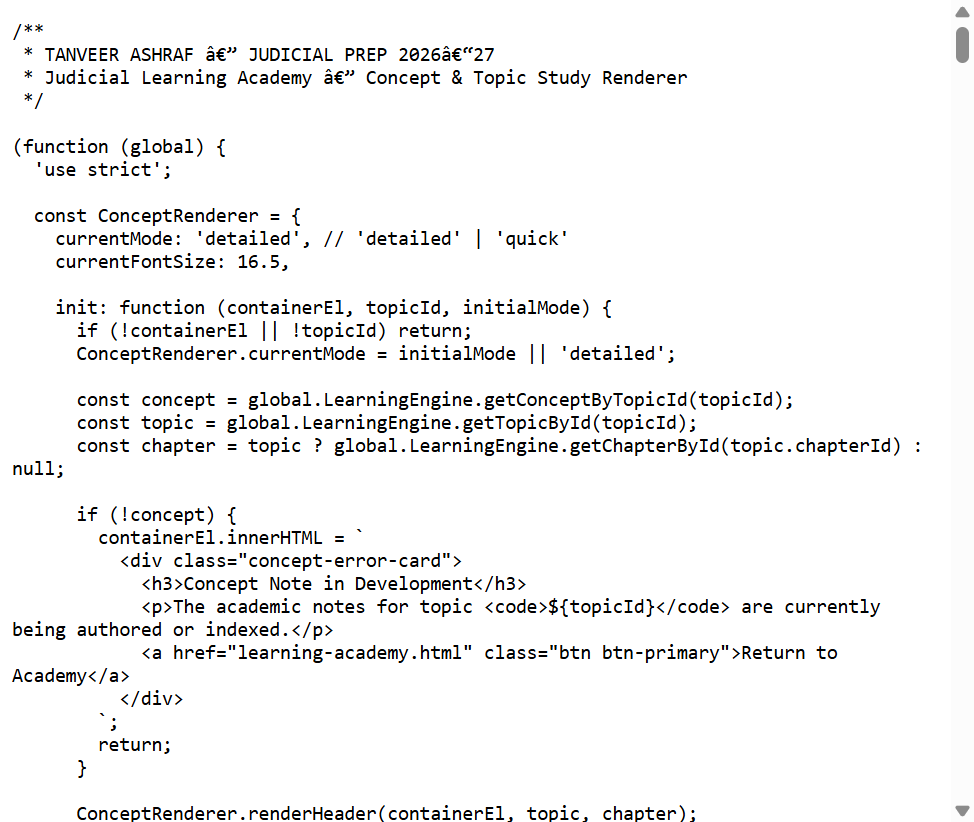 /**
 * TANVEER ASHRAF â€” JUDICIAL PREP 2026â€“27
 * Judicial Learning Academy â€” Concept & Topic Study Renderer
 */
(function (global) {
  'use strict';
  const ConceptRenderer = {
    currentMode: 'detailed', // 'detailed' | 'quick'
    currentFontSize: 16.5,
    init: function (containerEl, topicId, initialMode) {
      if (!containerEl || !topicId) return;
      ConceptRenderer.currentMode = initialMode || 'detailed';
      const concept = global.LearningEngine.getConceptByTopicId(topicId);
      const topic = global.LearningEngine.getTopicById(topicId);
      const chapter = topic ? global.LearningEngine.getChapterById(topic.chapterId) :
null;
      if (!concept) {
        containerEl.innerHTML = `
          <div class="concept-error-card">
            <h3>Concept Note in Development</h3>
            <p>The academic notes for topic <code>${topicId}</code> are currently
being authored or indexed.</p>
            <a href="learning-academy.html" class="btn btn-primary">Return to
Academy</a>
          </div>
        `;
        return;
      }
      ConceptRenderer.renderHeader(containerEl, topic, chapter);